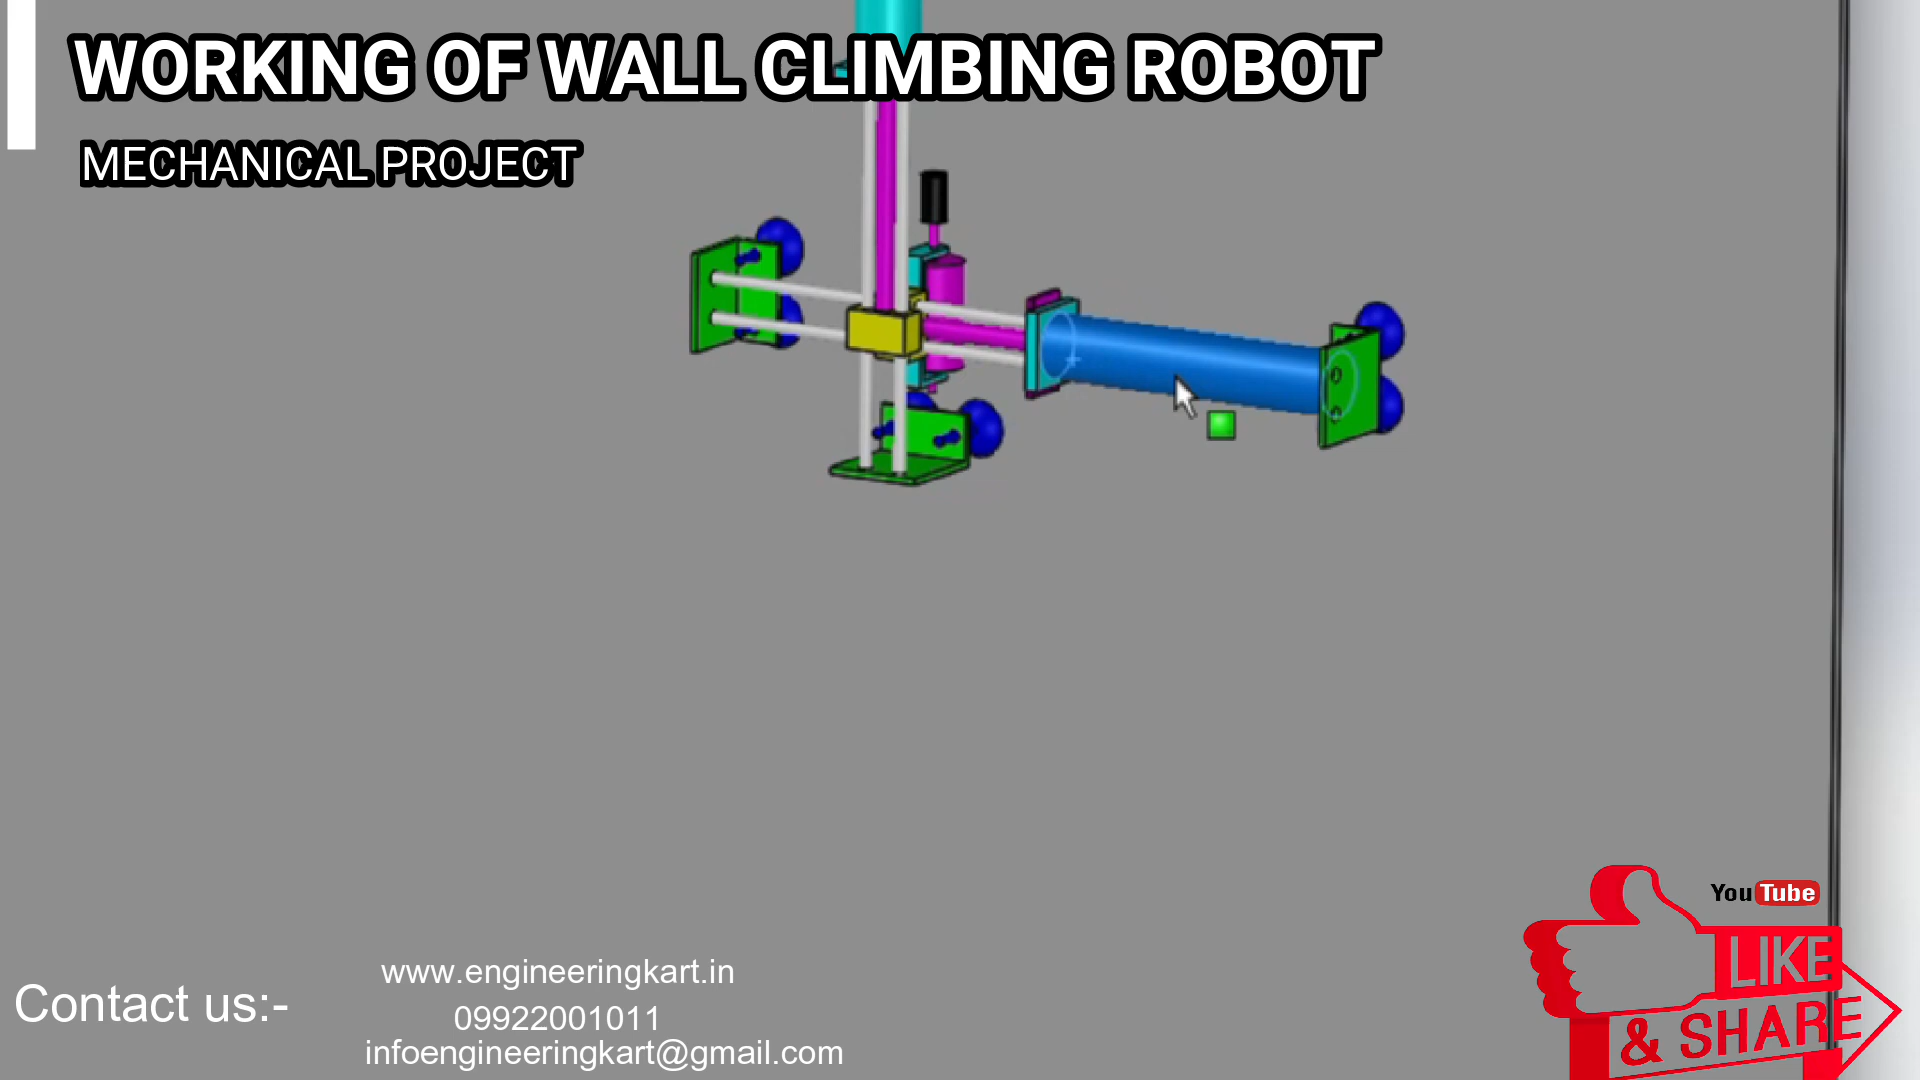 WORKING OF WALL CLIMBING ROBOT
MECHANICAL PROJECT
YouTube
LIKE
& SHARE
Contact us:-
www.engineeringkart.in
09922001011
infoengineeringkart@gmail.com